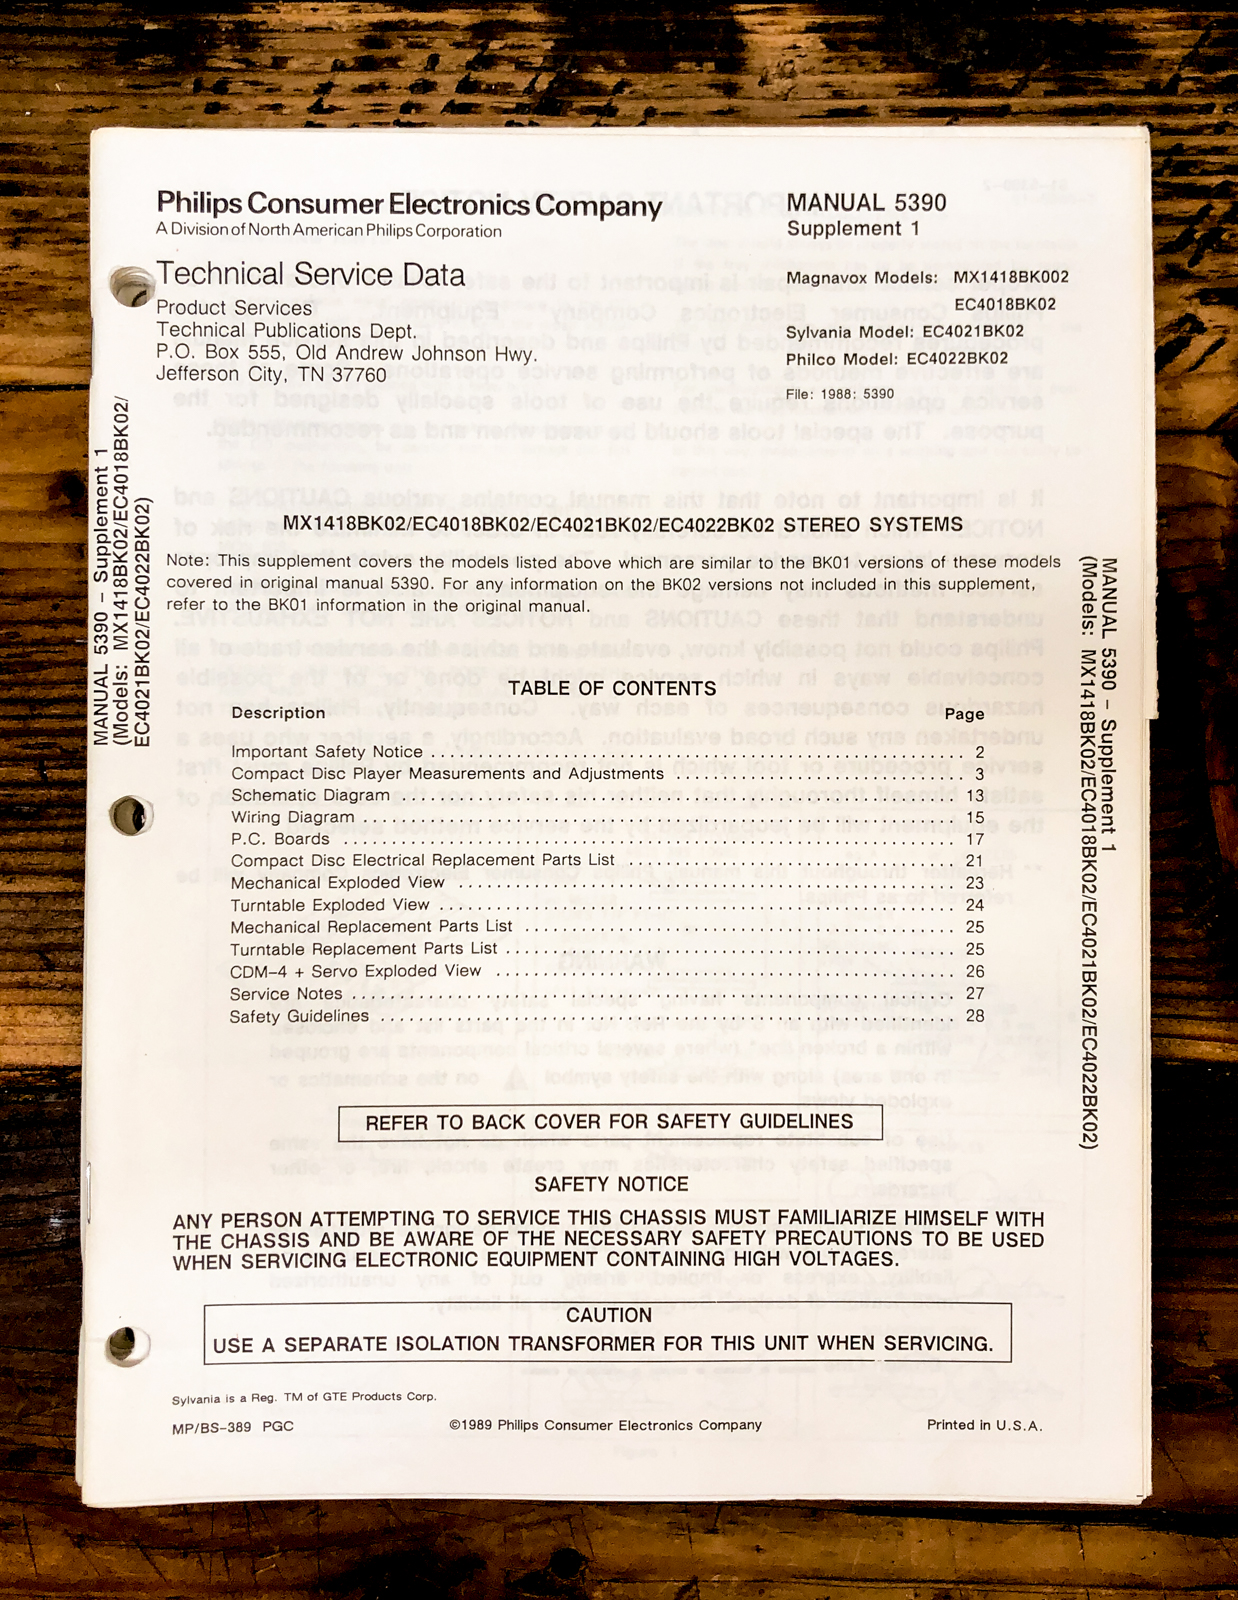 Philips Consumer Electronics Company
A Division of North American Philips Corporation
Technical Service Data
Product Services
Technical Publications Dept.
P.O. Box 555, Old Andrew Johnson Hwy.
Jefferson City, TN 37760
MANUAL 5390
Supplement 1
Magnavox Models: MX1418BK002
EC4018BK02
Sylvania Model: EC4021BK02
Philco Model: EC4022BK02
File: 1988: 5390
MANUAL 5390 – Supplement 1
(Models: MX1418BK02/EC4018BK02/
EC4021BK02/EC4022BK02)
MX1418BK02/EC4018BK02/EC4021BK02/EC4022BK02 STEREO SYSTEMS
Note: This supplement covers the models listed above which are similar to the BK01 versions of these models
covered in original manual 5390. For any information on the BK02 versions not included in this supplement,
refer to the BK01 information in the original manual.
TABLE OF CONTENTS
Description Page
Important Safety Notice 2
Compact Disc Player Measurements and Adjustments 3
Schematic Diagram 13
Wiring Diagram 15
P.C. Boards 17
Compact Disc Electrical Replacement Parts List 21
Mechanical Exploded View 23
Turntable Exploded View 24
Mechanical Replacement Parts List 25
Turntable Replacement Parts List 25
CDM–4 + Servo Exploded View 26
Service Notes 27
Safety Guidelines 28
MANUAL 5390 – Supplement 1
(Models: MX1418BK02/EC4018BK02/EC4021BK02/EC4022BK02)
REFER TO BACK COVER FOR SAFETY GUIDELINES
SAFETY NOTICE
ANY PERSON ATTEMPTING TO SERVICE THIS CHASSIS MUST FAMILIARIZE HIMSELF WITH
THE CHASSIS AND BE AWARE OF THE NECESSARY SAFETY PRECAUTIONS TO BE USED
WHEN SERVICING ELECTRONIC EQUIPMENT CONTAINING HIGH VOLTAGES.
CAUTION
USE A SEPARATE ISOLATION TRANSFORMER FOR THIS UNIT WHEN SERVICING.
Sylvania is a Reg. TM of GTE Products Corp.
MP/BS–389 PGC
©1989 Philips Consumer Electronics Company
Printed in U.S.A.